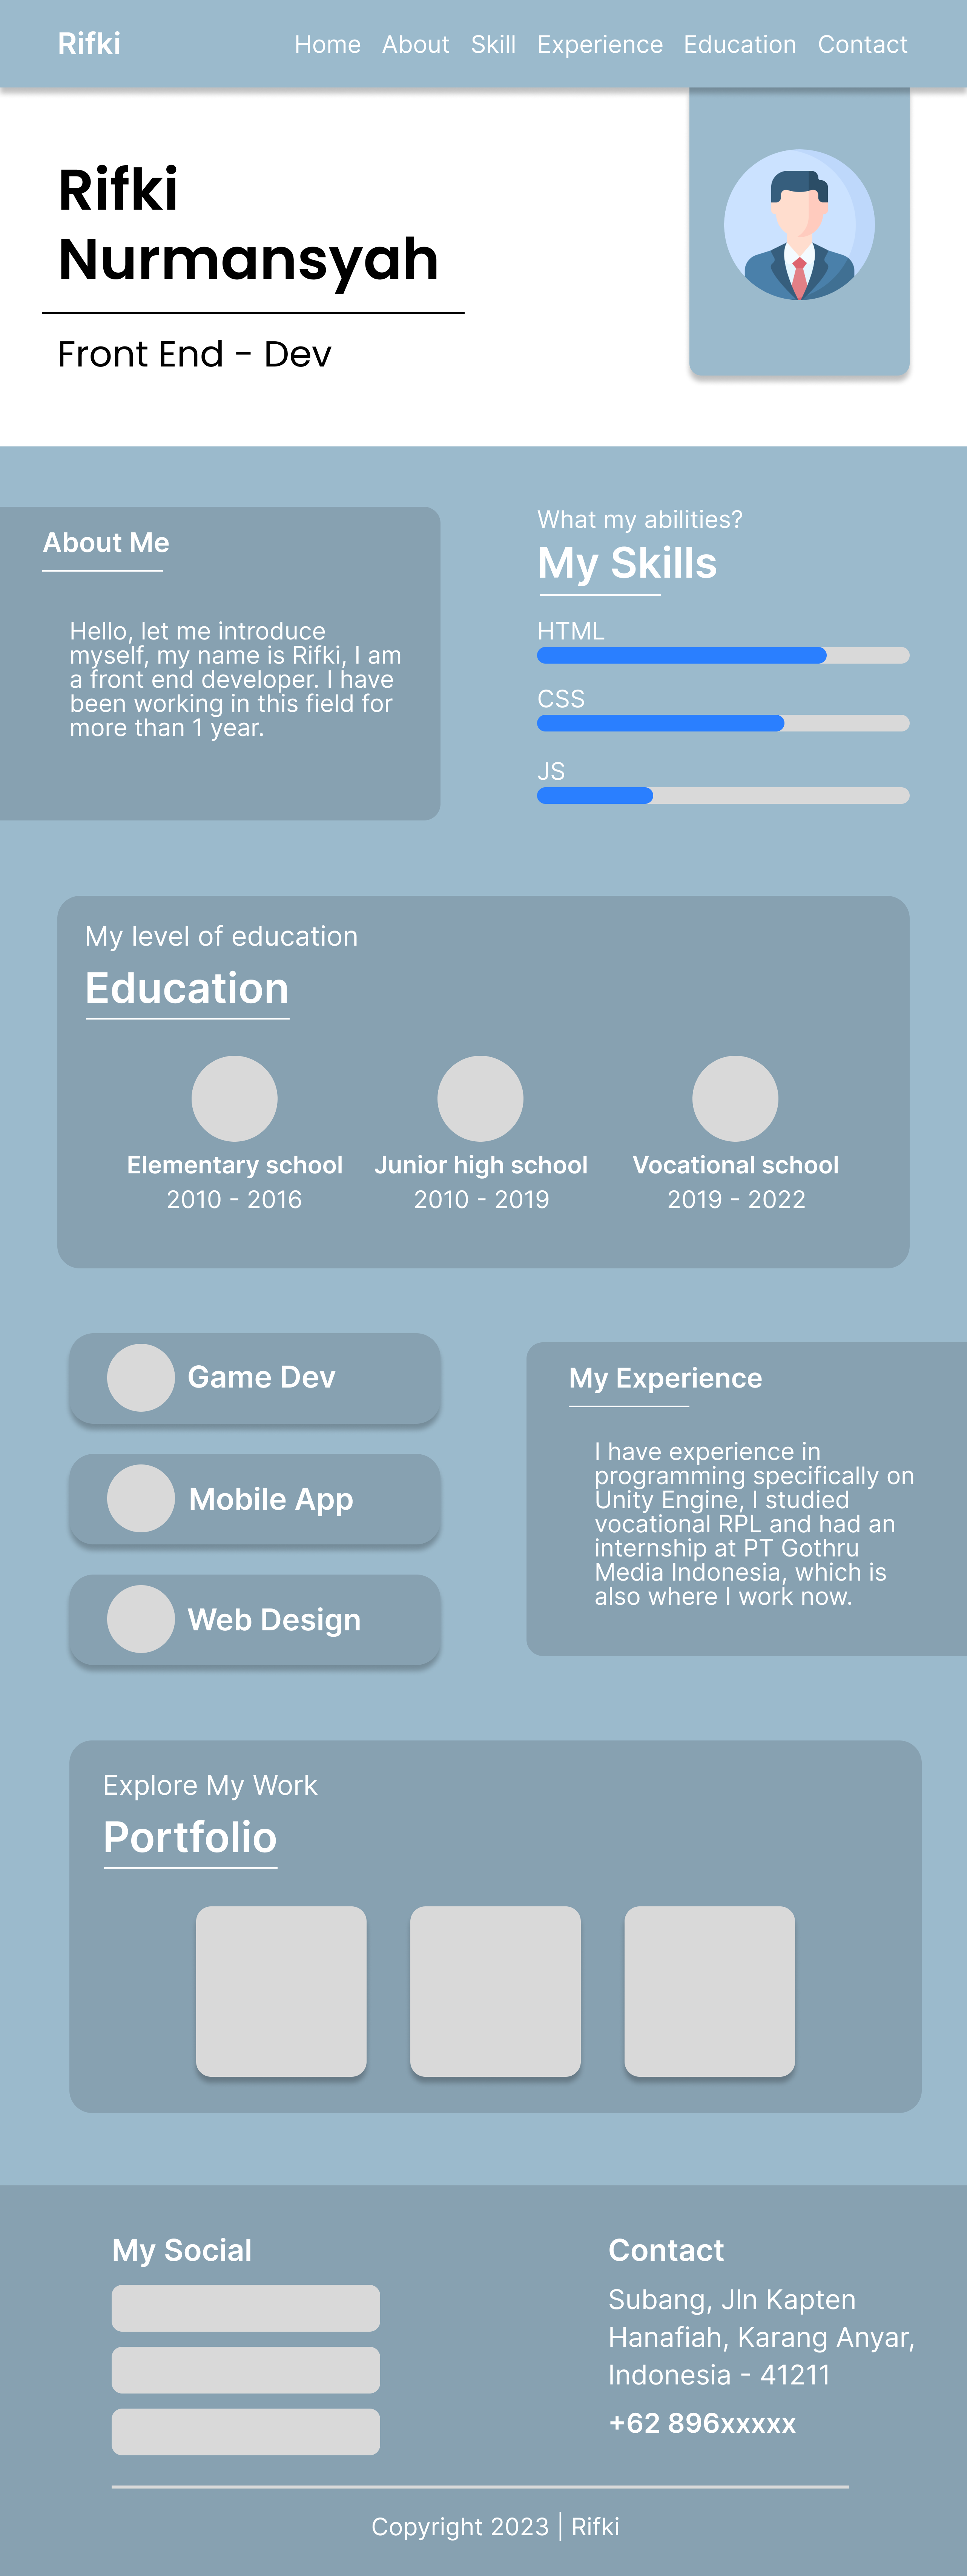 Rifki
Home About Skill Experience Education Contact
Rifki
Nurmansyah
Front End - Dev
About Me
Hello, let me introduce
myself, my name is Rifki, I am
a front end developer. I have
been working in this field for
more than 1 year.
What my abilities?
My Skills
HTML
CSS
JS
My level of education
Education
Elementary school
2010 - 2016
Junior high school
2010 - 2019
Vocational school
2019 - 2022
Game Dev
Mobile App
Web Design
My Experience
I have experience in
programming specifically on
Unity Engine, I studied
vocational RPL and had an
internship at PT Gothru
Media Indonesia, which is
also where I work now.
Explore My Work
Portfolio
My Social
Contact
Subang, Jln Kapten
Hanafiah, Karang Anyar,
Indonesia - 41211
+62 896xxxxx
Copyright 2023 | Rifki